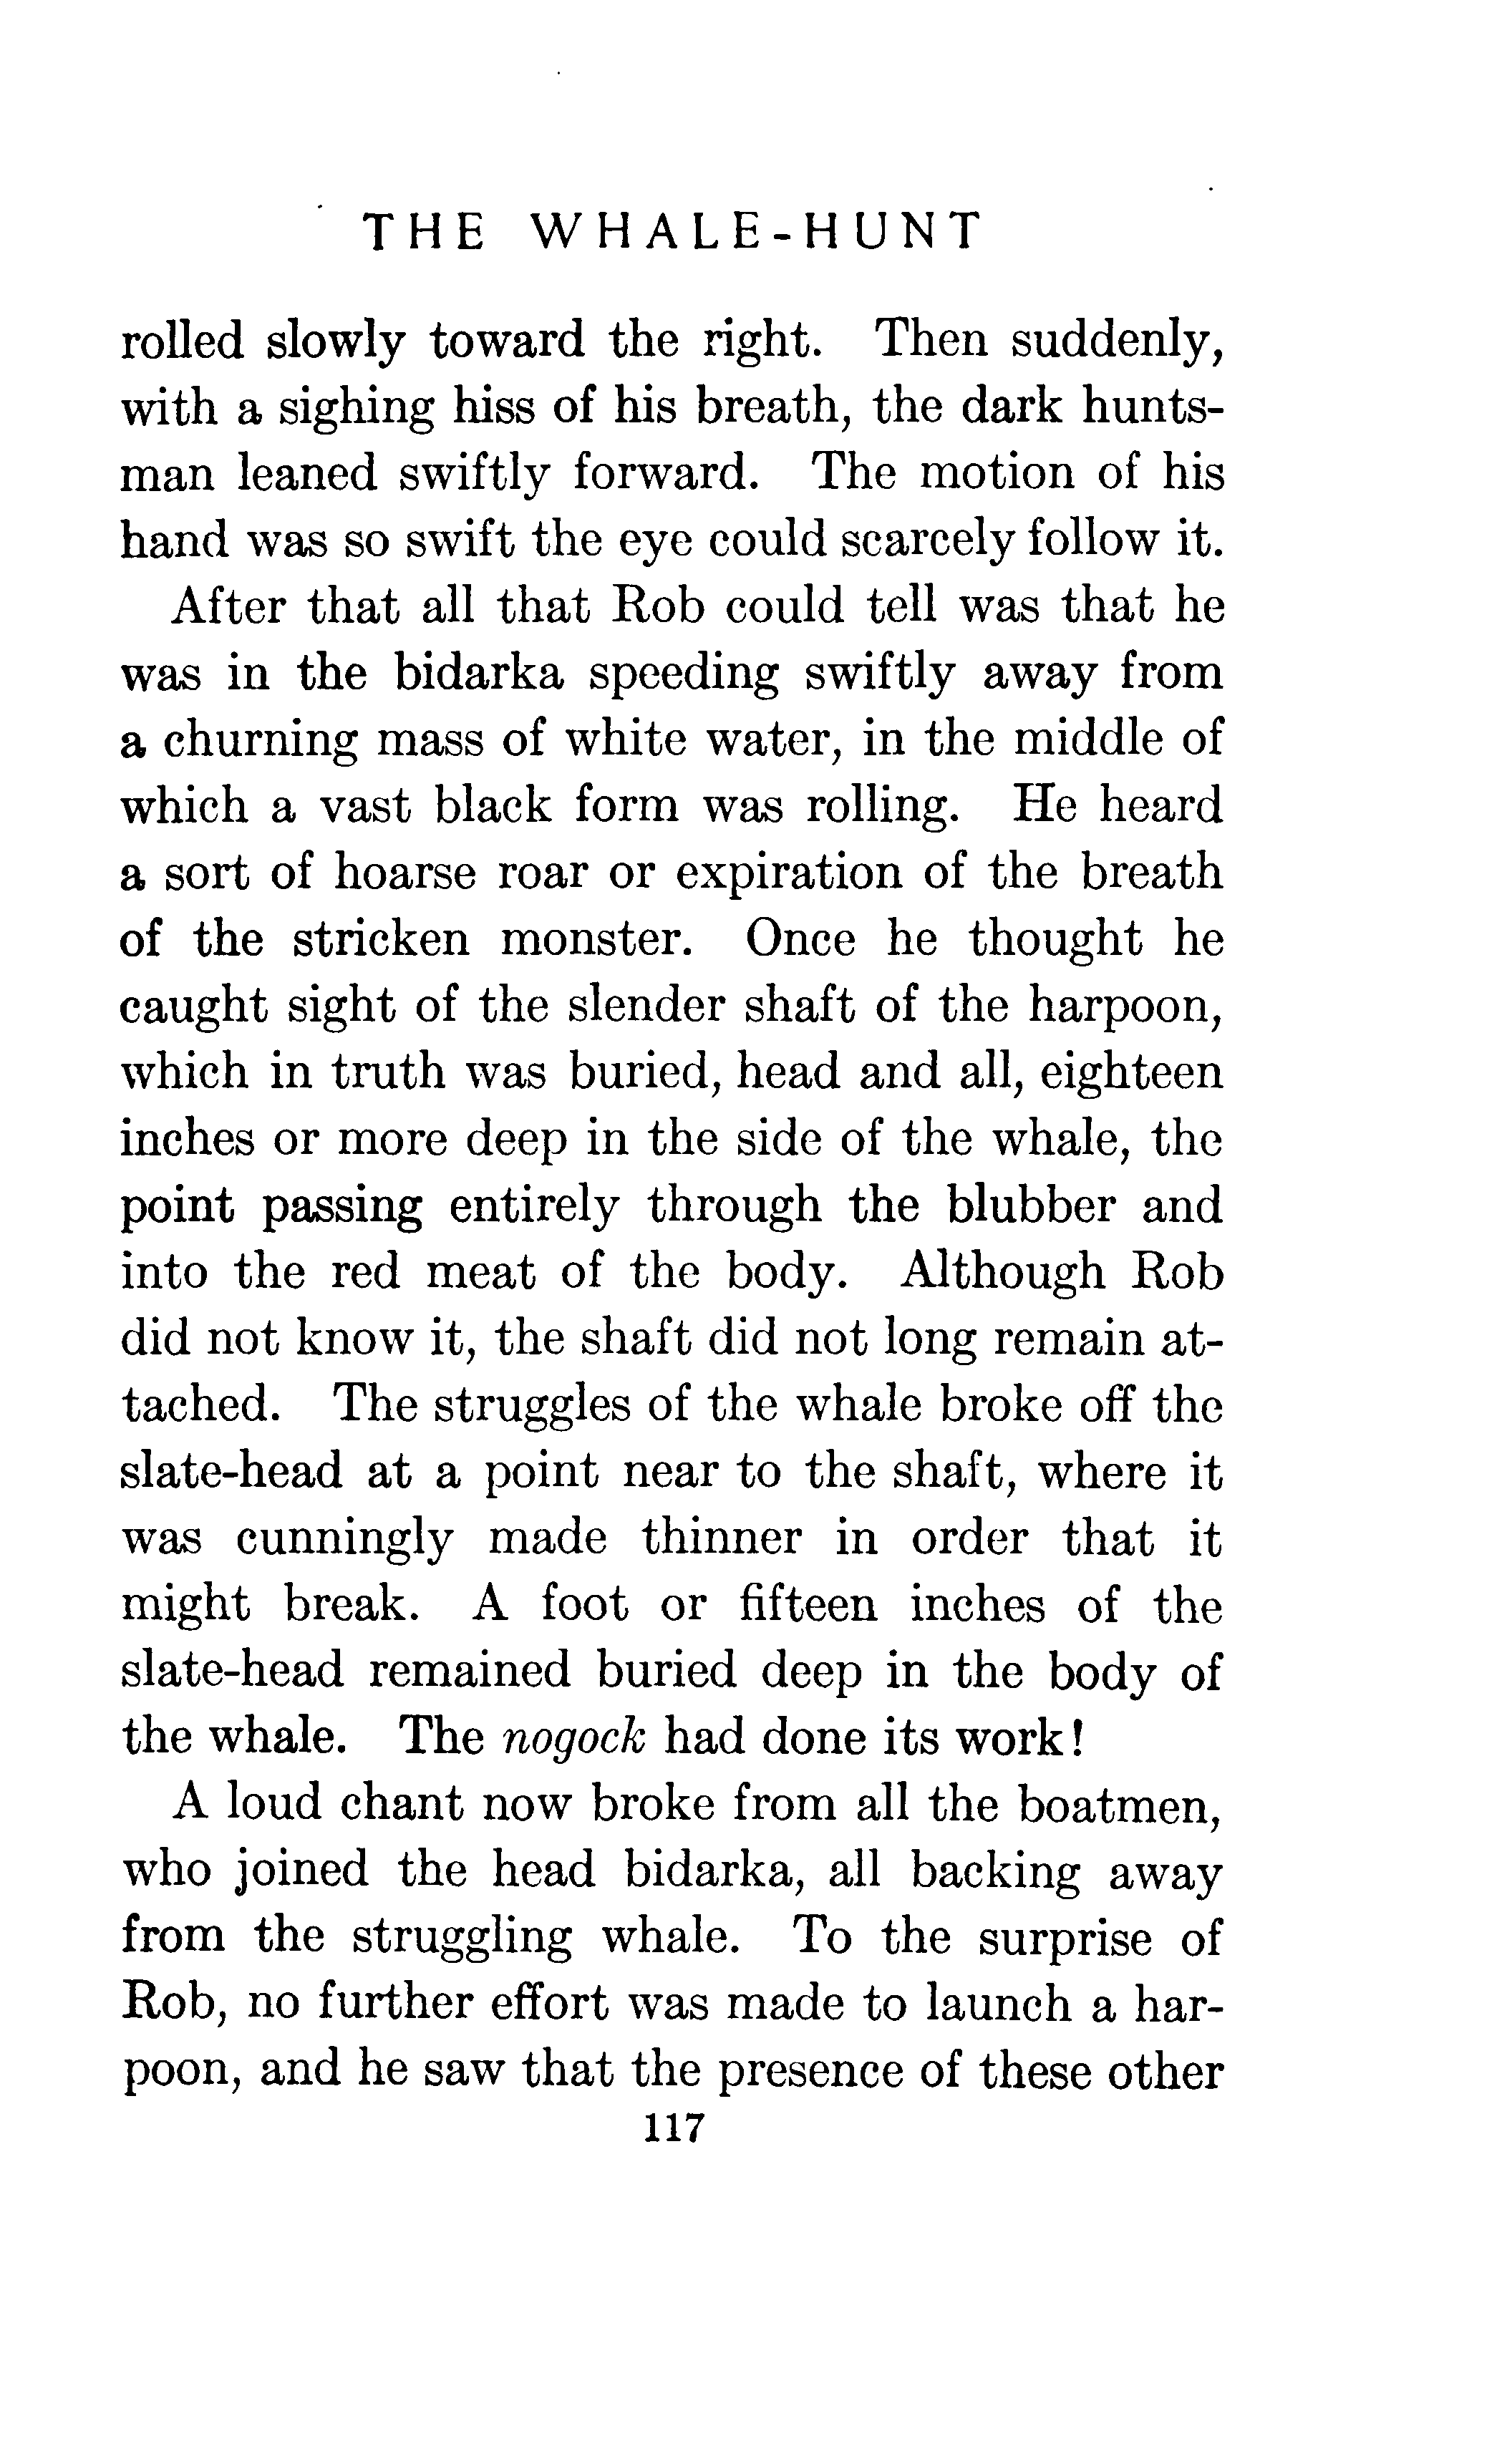 THE WHALE-HUNT
rolled slowly toward the right. Then suddenly,
with a sighing hiss of his breath, the dark hunts-
man leaned swiftly forward. The motion of his
hand was so swift the eye could scarcely follow it.
After that all that Rob could tell was that he
was in the bidarka speeding swiftly away from
a churning mass of white water, in the middle of
which a vast black form was rolling. He heard
a sort of hoarse roar or expiration of the breath
of the stricken monster. Once he thought he
caught sight of the slender shaft of the harpoon,
which in truth was buried, head and all, eighteen
inches or more deep in the side of the whale, the
point passing entirely through the blubber and
into the red meat of the body. Although Rob
did not know it, the shaft did not long remain at-
tached. The struggles of the whale broke off the
slate-head at a point near to the shaft, where it
was cunningly made thinner in order that it
might break. A foot or fifteen inches of the
slate-head remained buried deep in the body of
the whale. The nogock had done its work!
A loud chant now broke from all the boatmen,
who joined the head bidarka, all backing away
from the struggling whale. To the surprise of
Rob, no further effort was made to launch a har-
poon, and he saw that the presence of these other
117